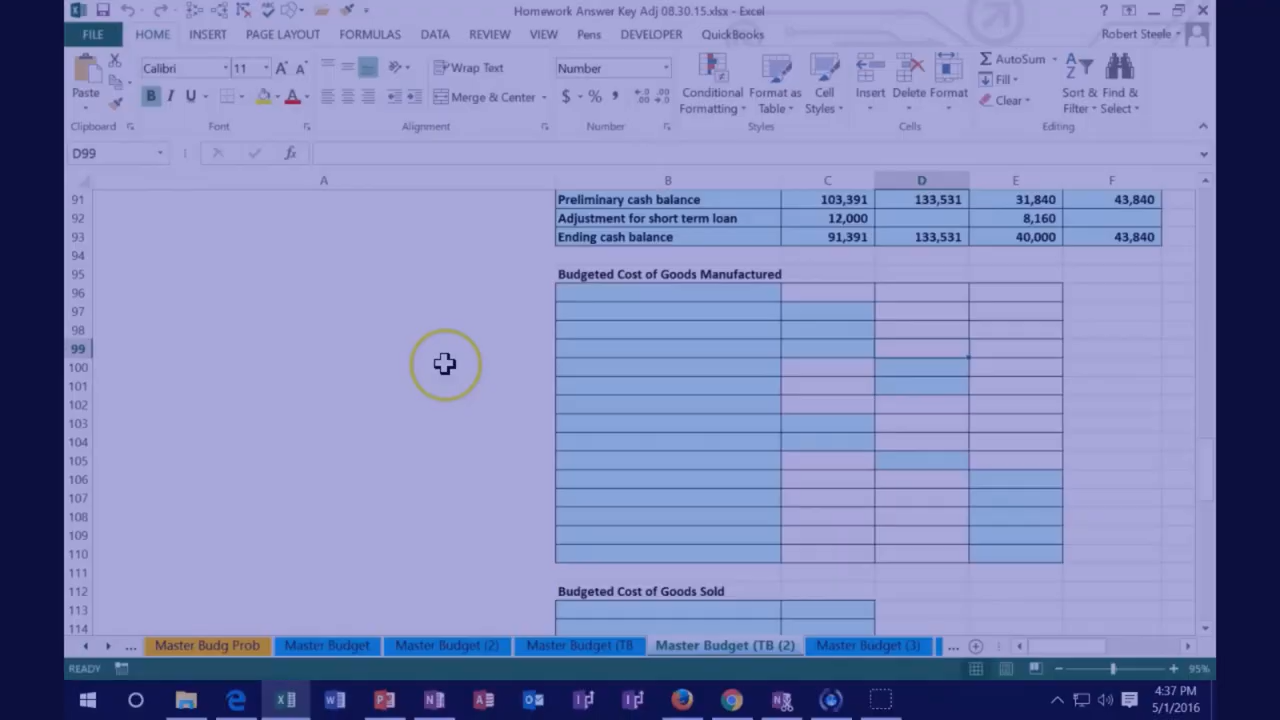 Homework Answer Key Adj 08.30.15.xlsx - Excel
FILE HOME INSERT PAGE LAYOUT FORMULAS DATA REVIEW VIEW Pens DEVELOPER QuickBooks Robert Steele
Calibri 11 A A Wrap Text Number AutoSum
Paste B I U A Merge & Center $ % , Conditional Formatting Format as Table Cell Styles Insert Delete Format Fill Clear Sort & Filter Find & Select
Clipboard Font Alignment Number Styles Cells Editing
D99 fx
A B C D E F
91 Preliminary cash balance 103,391 133,531 31,840 43,840
92 Adjustment for short term loan 12,000 8,160
93 Ending cash balance 91,391 133,531 40,000 43,840
94
95 Budgeted Cost of Goods Manufactured
96
97
98
99
100
101
102
103
104
105
106
107
108
109
110
111
112 Budgeted Cost of Goods Sold
113
114
... Master Budg Prob Master Budget Master Budget (2) Master Budget (TB Master Budget (TB (2) Master Budget (3) ...
READY 95%
4:37 PM
5/1/2016